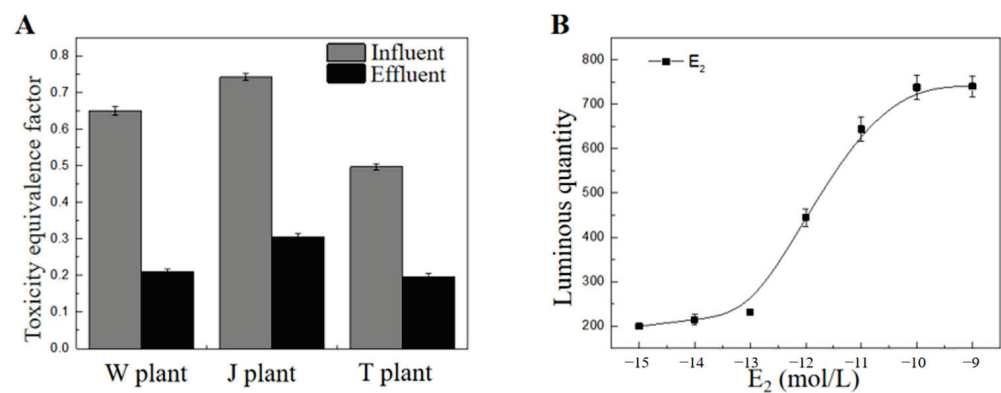 A
Toxicity equivalence factor
0.8
0.7
0.6
0.5
0.4
0.3
0.2
0.1
0.0
Influent
Effluent
W plant
J plant
T plant
B
Luminous quantity
800
700
600
500
400
300
200
E₂
−15
−14
−13
−12
−11
−10
−9
E₂ (mol/L)